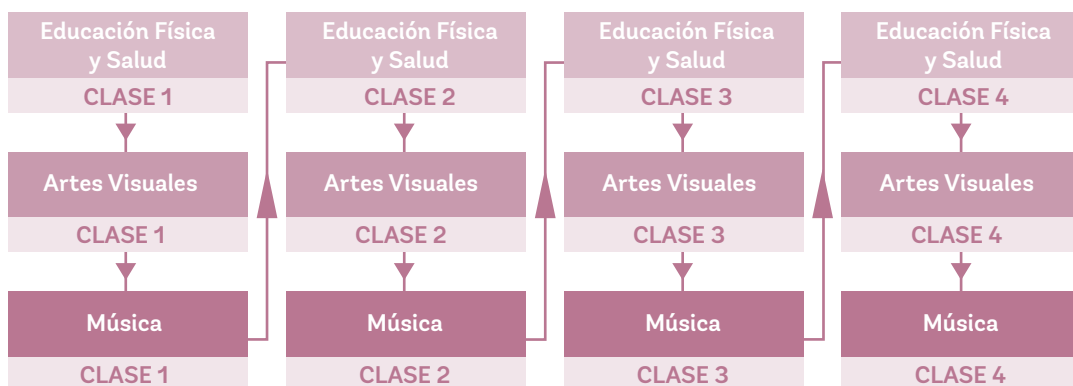 Educación Física
y Salud
CLASE 1
Artes Visuales
CLASE 1
Música
CLASE 1
Educación Física
y Salud
CLASE 2
Artes Visuales
CLASE 2
Música
CLASE 2
Educación Física
y Salud
CLASE 3
Artes Visuales
CLASE 3
Música
CLASE 3
Educación Física
y Salud
CLASE 4
Artes Visuales
CLASE 4
Música
CLASE 4